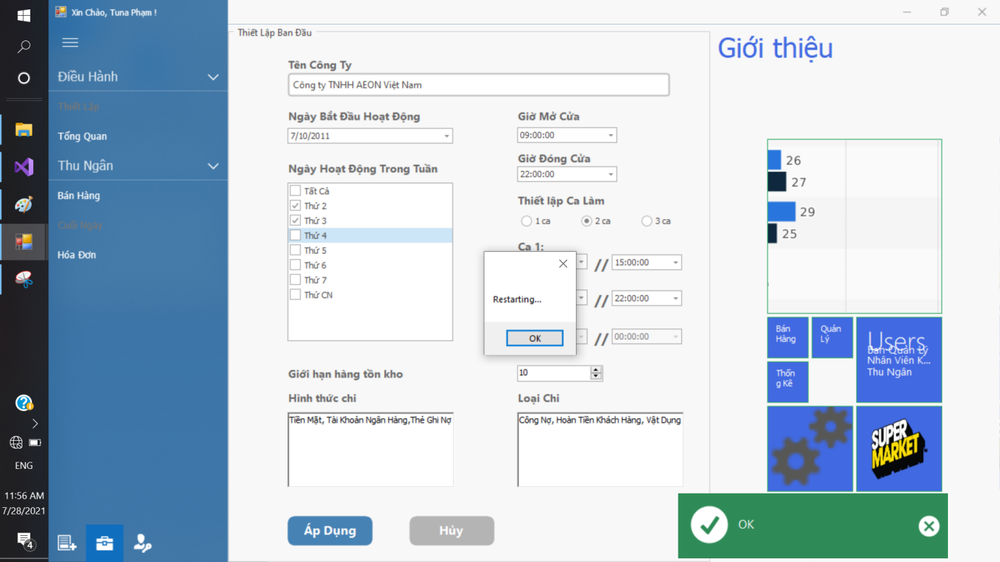 Xin Chào, Tuna Phạm !
Điều Hành
Thiết Lập
Tổng Quan
Thu Ngân
Bán Hàng
Cuối Ngày
Hóa Đơn
ENG
11:56 AM
7/28/2021
4
Thiết Lập Ban Đầu
Tên Công Ty
Công ty TNHH AEON Việt Nam
Ngày Bắt Đầu Hoạt Động
7/10/2011
Giờ Mở Cửa
09:00:00
Giờ Đóng Cửa
22:00:00
Ngày Hoạt Động Trong Tuần
Tất Cả
Thứ 2
Thứ 3
Thứ 4
Thứ 5
Thứ 6
Thứ 7
Thứ CN
Thiết lập Ca Làm
1 ca 2 ca 3 ca
Ca 1:
// 15:00:00
// 22:00:00
// 00:00:00
Restarting...
OK
Giới hạn hàng tồn kho
10
Hình thức chi
Tiền Mặt, Tài Khoản Ngân Hàng,Thẻ Ghi Nợ
Loại Chi
Công Nợ, Hoàn Tiền Khách Hàng, Vật Dụng
Áp Dụng
Hủy
Giới thiệu
26
27
29
25
Bán
Hàng
Quản
Lý
Thốn
g Kê
Users
Ban Quản Lý
Nhân Viên K...
Thu Ngân
SUPER
MARKET
OK